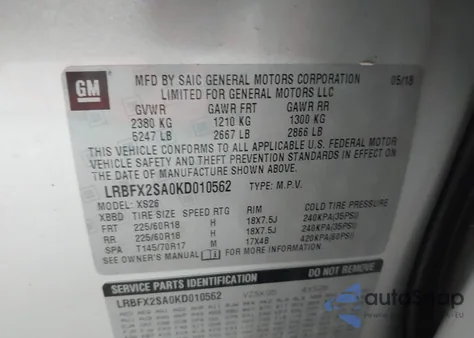 GM
MFD BY SAIC GENERAL MOTORS CORPORATION 05/18
LIMITED FOR GENERAL MOTORS LLC
GVWR GAWR FRT GAWR RR
2380 KG 1210 KG 1300 KG
5247 LB 2667 LB 2866 LB
THIS VEHICLE CONFORMS TO ALL APPLICABLE U.S. FEDERAL MOTOR
VEHICLE SAFETY AND THEFT PREVENTION STANDARDS IN EFFECT ON
THE DATE OF MANUFACTURE SHOWN ABOVE.
LRBFX2SA0KD010562 TYPE: M.P.V.
MODEL: XS26
XBBD TIRE SIZE SPEED RTG RIM COLD TIRE PRESSURE
FRT 225/60R18 H 18X7.5J 240KPA(35PSI)
RR 225/60R18 H 18X7.5J 240KPA(35PSI)
SPA T145/70R17 M 17X4B 420KPA(60PSI)
SEE OWNER'S MANUAL FOR MORE INFORMATION.
SERVICE PARTS IDENTIFICATION DO NOT REMOVE
LRBFX2SA0KD010562
autoSnap